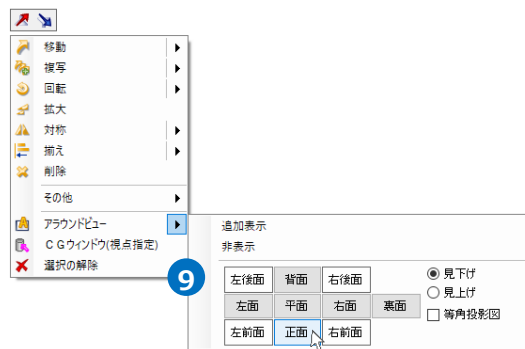 移動
複写
回転
拡大
対称
揃え
削除
その他
アラウンドビュー
ＣＧウィンドウ(視点指定)
選択の解除
9
追加表示
非表示
左後面 背面 右後面
左面 平面 右面 裏面
左前面 正面 右前面
見下げ
見上げ
等角投影図